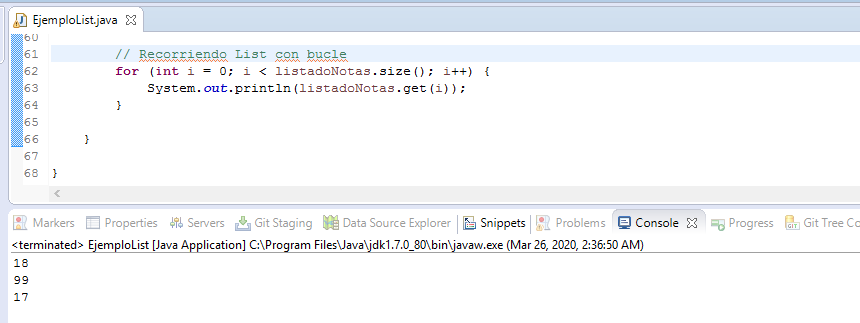 EjemploList.java
60
61 // Recorriendo List con bucle
62 for (int i = 0; i < listadoNotas.size(); i++) {
63 System.out.println(listadoNotas.get(i));
64 }
65
66 }
67
68 }
Markers Properties Servers Git Staging Data Source Explorer Snippets Problems Console Progress Git Tree Co
<terminated> EjemploList [Java Application] C:\Program Files\Java\jdk1.7.0_80\bin\javaw.exe (Mar 26, 2020, 2:36:50 AM)
18
99
17